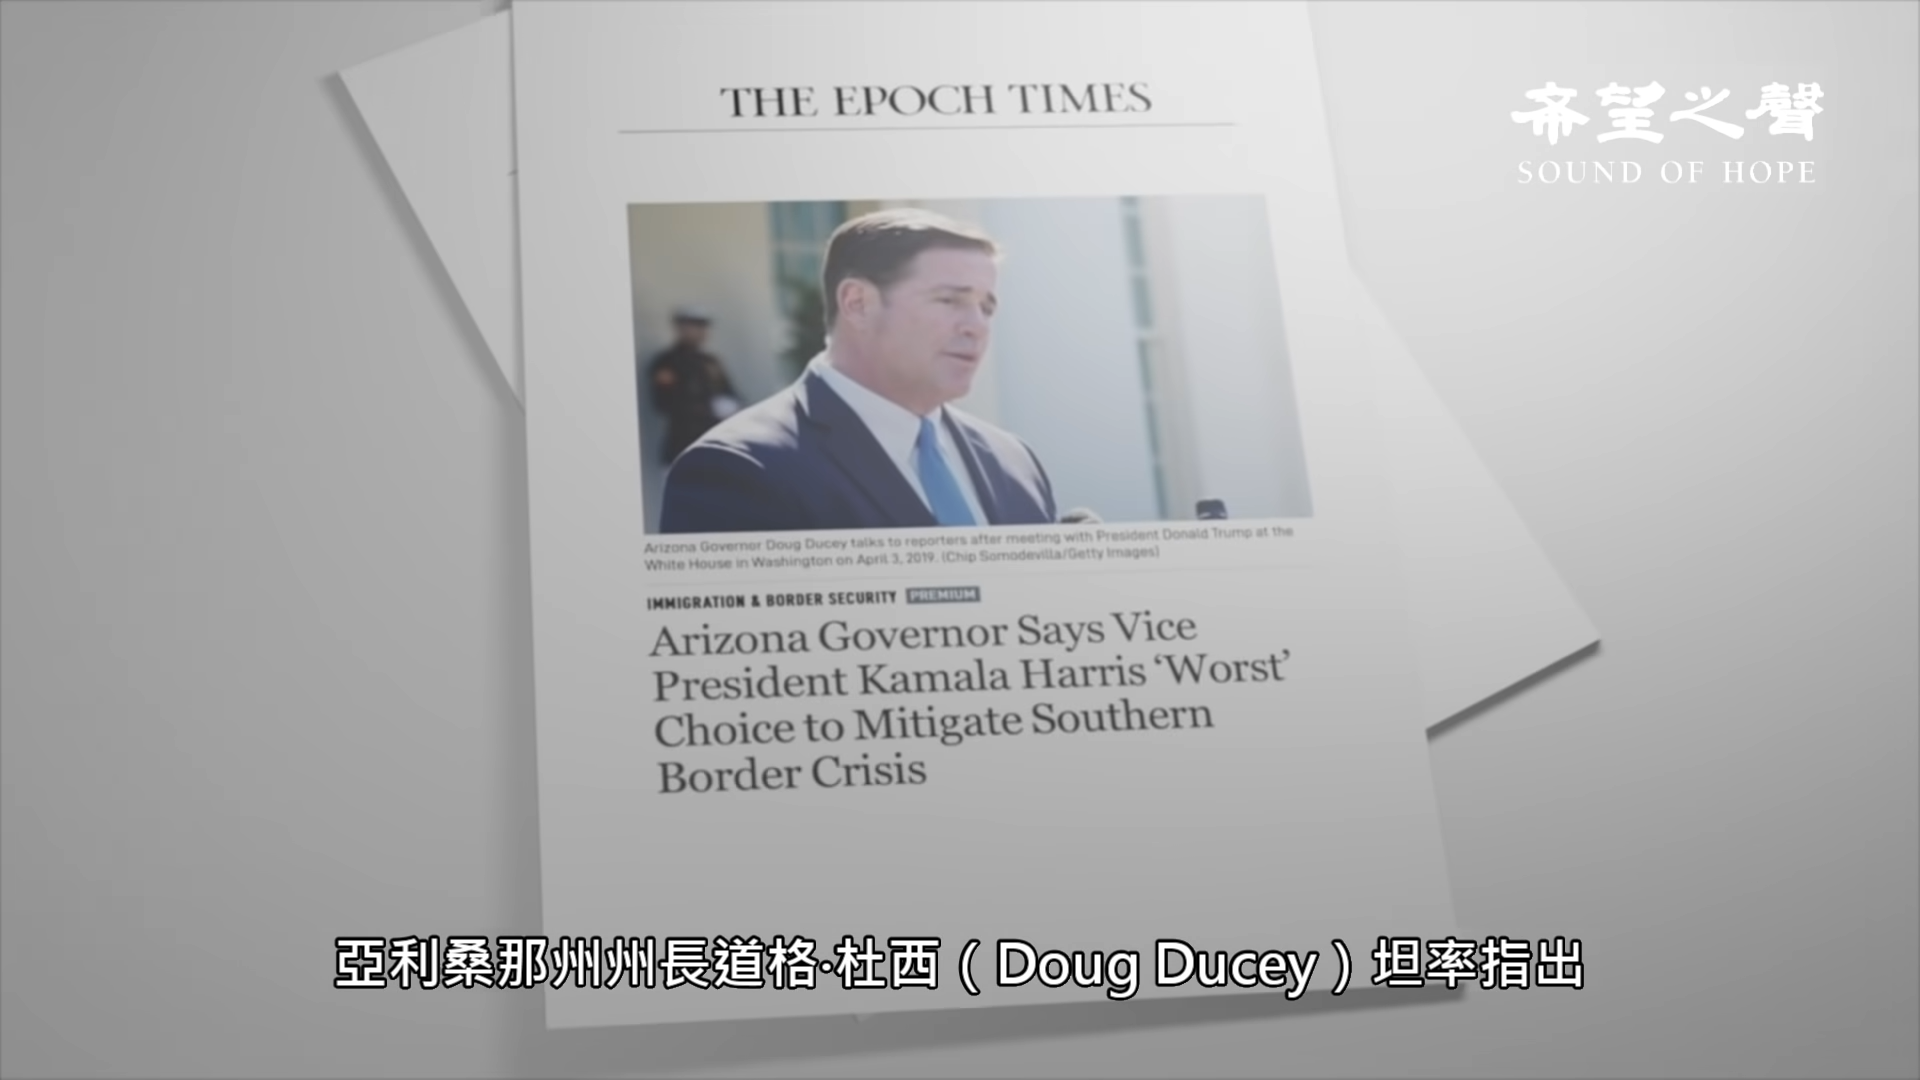 THE EPOCH TIMES
希望之聲
SOUND OF HOPE
Arizona Governor Doug Ducey talks to reporters after meeting with President Donald Trump at the
White House in Washington on April 3, 2019. (Chip Somodevilla/Getty Images)
IMMIGRATION & BORDER SECURITY PREMIUM
Arizona Governor Says Vice
President Kamala Harris ‘Worst’
Choice to Mitigate Southern
Border Crisis
亞利桑那州州長道格·杜西（Doug Ducey）坦率指出